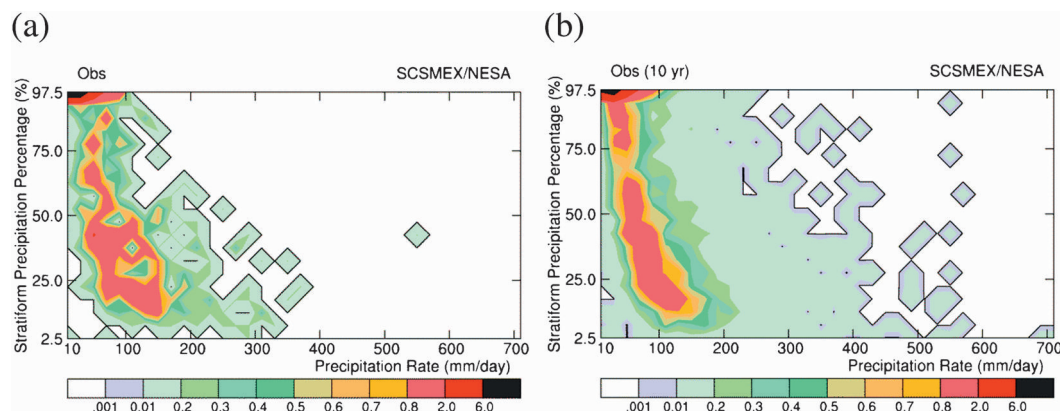 (a)
Obs SCSMEX/NESA
97.5
75.0
50.0
25.0
2.5
Stratiform Precipitation Percentage (%)
10 100 200 300 400 500 600 700
Precipitation Rate (mm/day)
.001 0.01 0.2 0.3 0.4 0.5 0.6 0.7 0.8 2.0 6.0
(b)
Obs (10 yr) SCSMEX/NESA
97.5
75.0
50.0
25.0
2.5
Stratiform Precipitation Percentage (%)
10 100 200 300 400 500 600 700
Precipitation Rate (mm/day)
.001 0.01 0.2 0.3 0.4 0.5 0.6 0.7 0.8 2.0 6.0